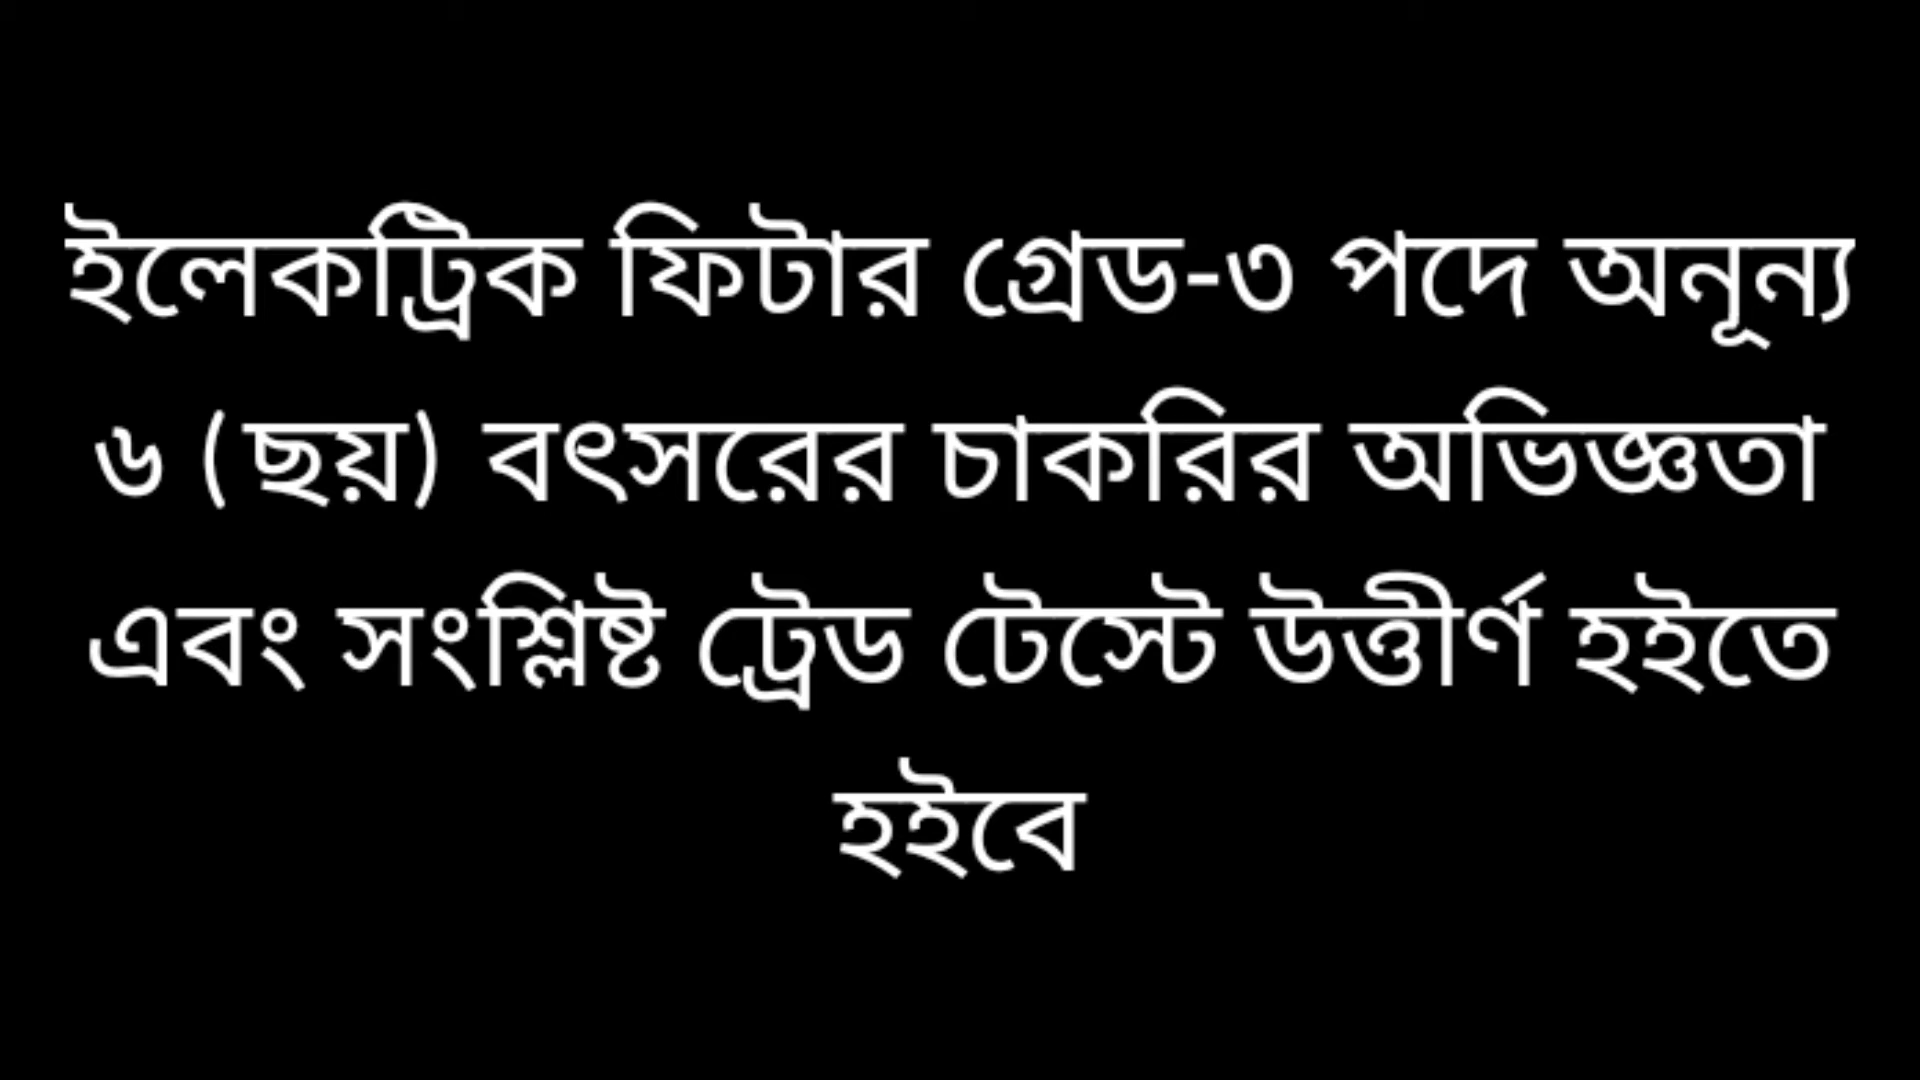 ইলেকট্রিক ফিটার গ্রেড-৩ পদে অনূন্য
৬ (ছয়) বৎসরের চাকরির অভিজ্ঞতা
এবং সংশ্লিষ্ট ট্রেড টেস্টে উত্তীর্ণ হইতে
হইবে